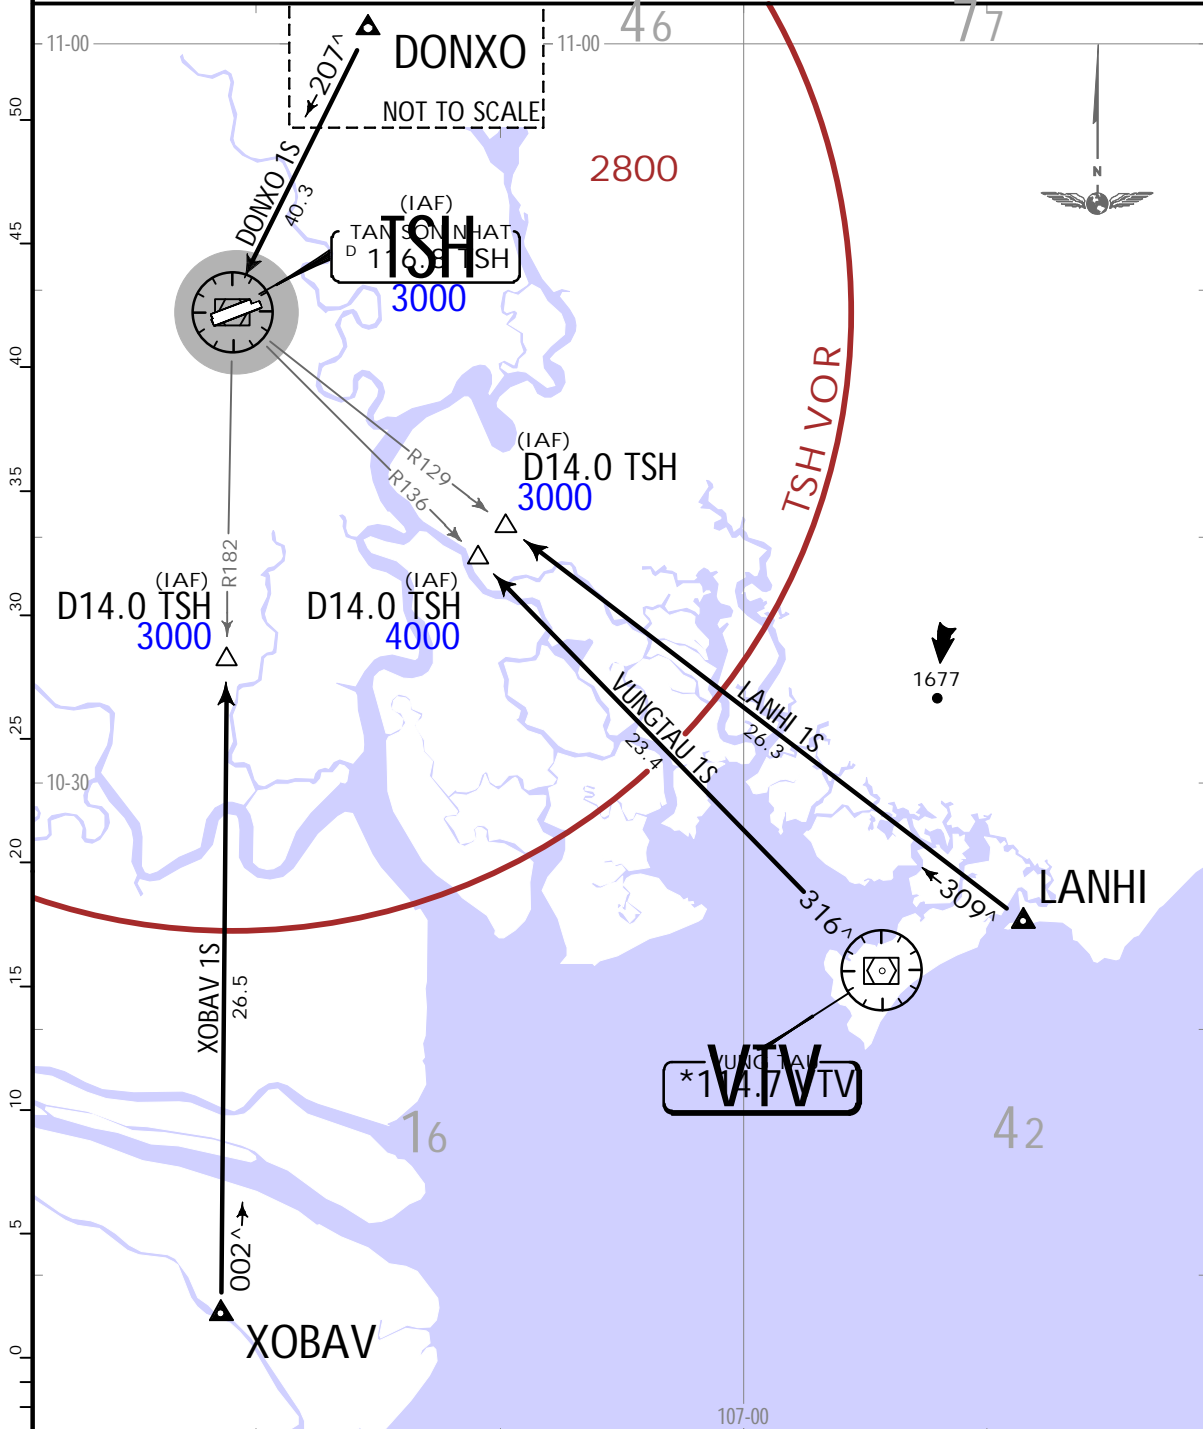 46
77
11-00
11-00
DONXO
207^
NOT TO SCALE
50
DONXO 1S
40.3
2800
N
(IAF)
TSH
TAN SON NHAT
D 116.8 TSH
3000
45
40
TSH VOR
(IAF)
D14.0 TSH
3000
R129
R136
35
R182
(IAF)
D14.0 TSH
3000
(IAF)
D14.0 TSH
4000
30
1677
VUNGTAU 1S
23.4
LANHI 1S
26.3
25
10-30
20
LANHI
309^
316^
XOBAV 1S
26.5
15
VTV
VUNG TAU
*114.7 VTV
10
16
42
5
002^
XOBAV
0
107-00